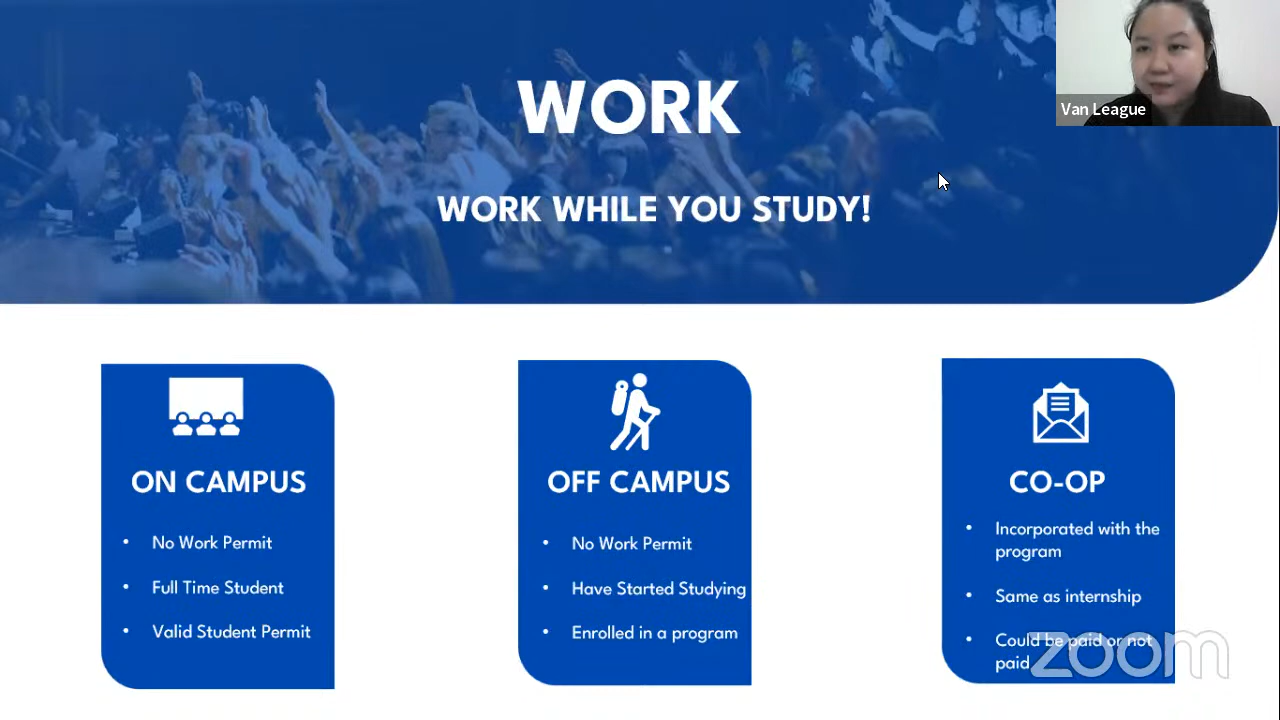 WORK
Van League
WORK WHILE YOU STUDY!
ON CAMPUS
• No Work Permit
• Full Time Student
• Valid Student Permit
OFF CAMPUS
• No Work Permit
• Have Started Studying
• Enrolled in a program
CO-OP
• Incorporated with the
program
• Same as internship
• Could be paid or not
paid
zoom